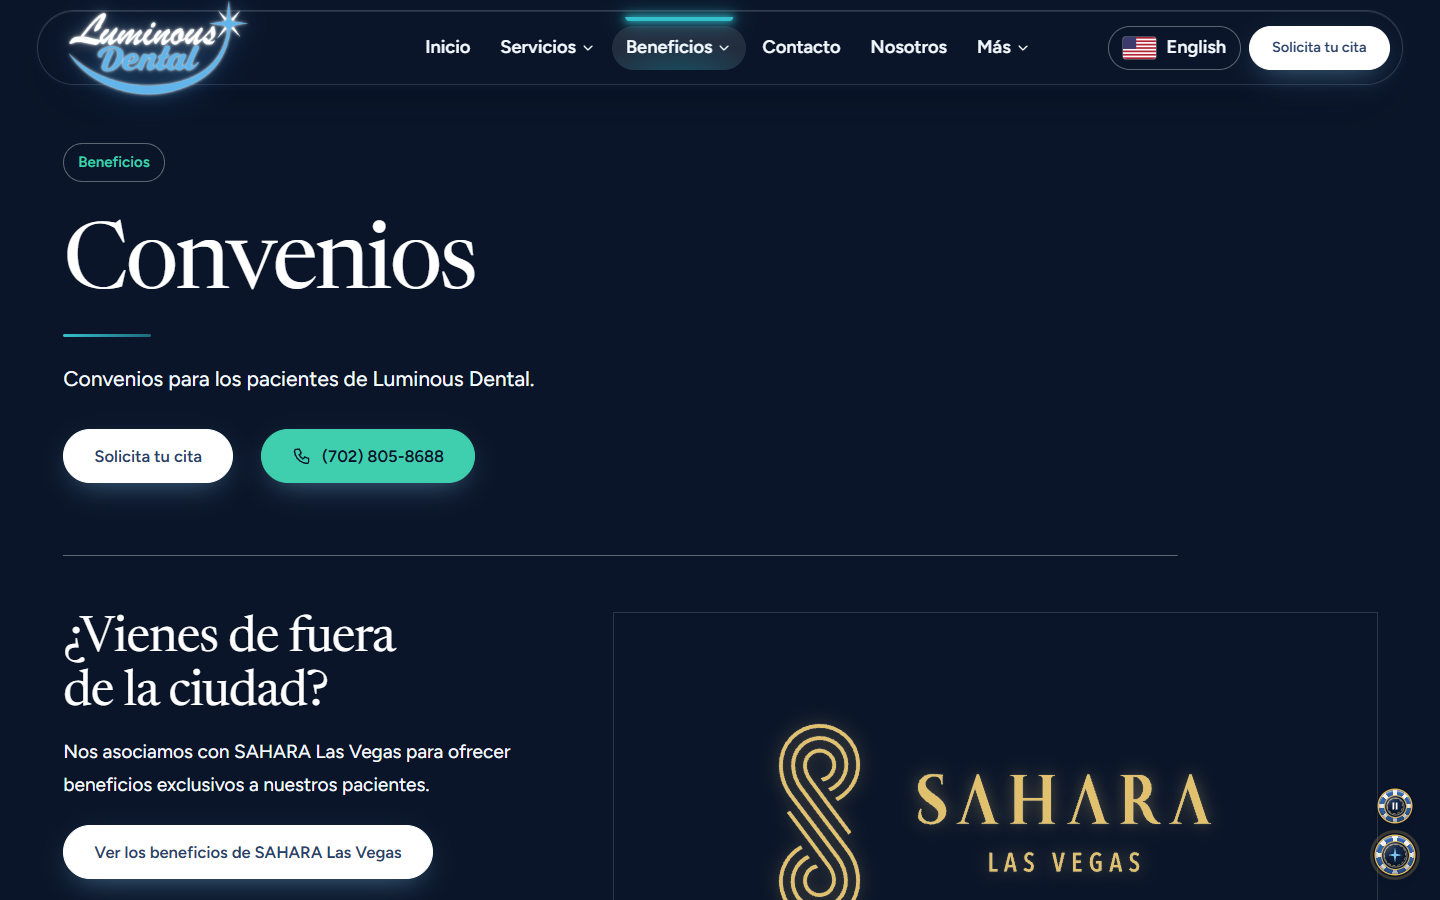 Luminous
Dental
Inicio
Servicios
Beneficios
Contacto
Nosotros
Más
English
Solicita tu cita
Beneficios
Convenios
Convenios para los pacientes de Luminous Dental.
Solicita tu cita
(702) 805-8688
¿Vienes de fuera
de la ciudad?
Nos asociamos con SAHARA Las Vegas para ofrecer
beneficios exclusivos a nuestros pacientes.
Ver los beneficios de SAHARA Las Vegas
SAHARA
LAS VEGAS